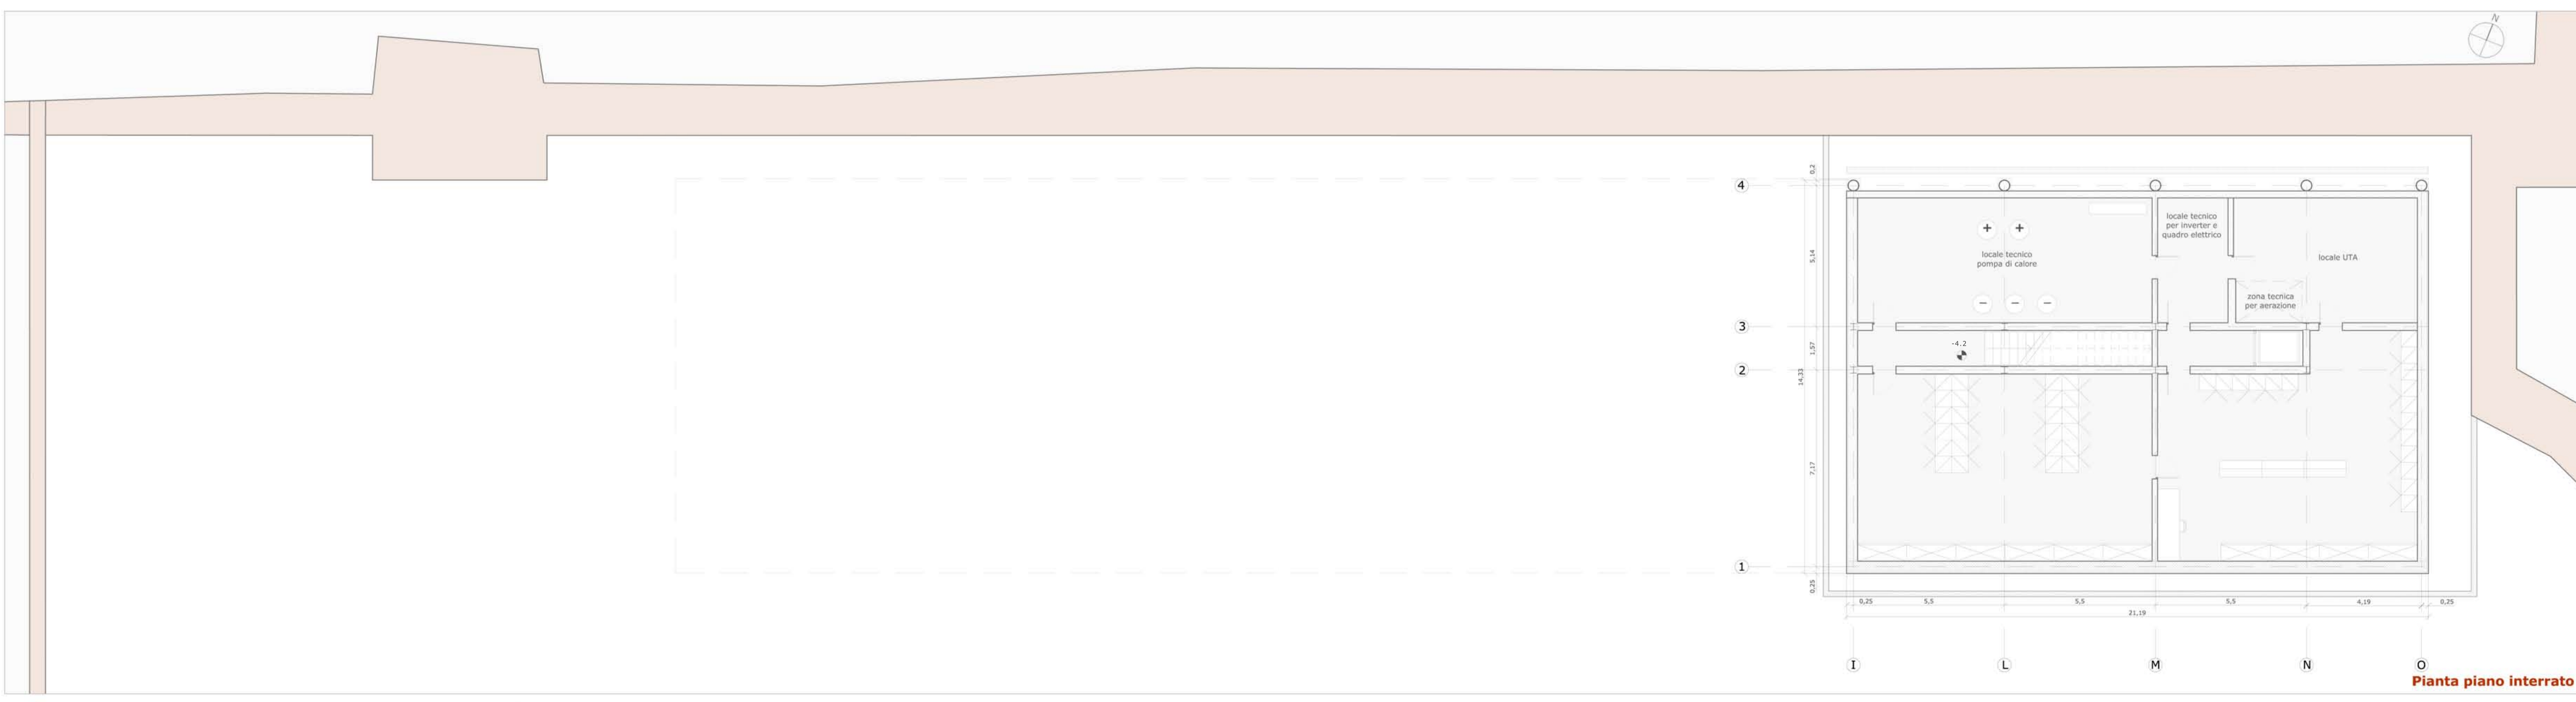 N
4
3
2
1
0,2
5,14
1,57
14,33
7,17
0,25
locale tecnico
pompa di calore
+ +
- - -
locale tecnico
per inverter e
quadro elettrico
locale UTA
zona tecnica
per aerazione
-4.2
0,25 5,5 5,5 5,5 4,19 0,25
21,19
I L M N O
Pianta piano interrato